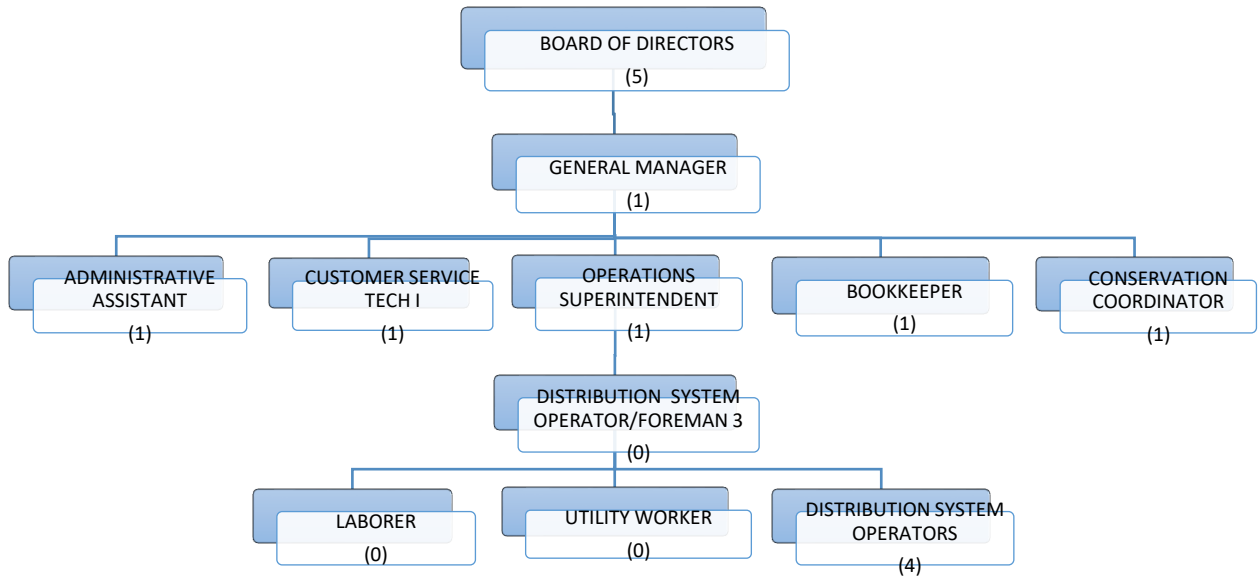 BOARD OF DIRECTORS
(5)
GENERAL MANAGER
(1)
ADMINISTRATIVE
ASSISTANT
(1)
CUSTOMER SERVICE
TECH I
(1)
OPERATIONS
SUPERINTENDENT
(1)
BOOKKEEPER
(1)
CONSERVATION
COORDINATOR
(1)
DISTRIBUTION SYSTEM
OPERATOR/FOREMAN 3
(0)
LABORER
(0)
UTILITY WORKER
(0)
DISTRIBUTION SYSTEM
OPERATORS
(4)